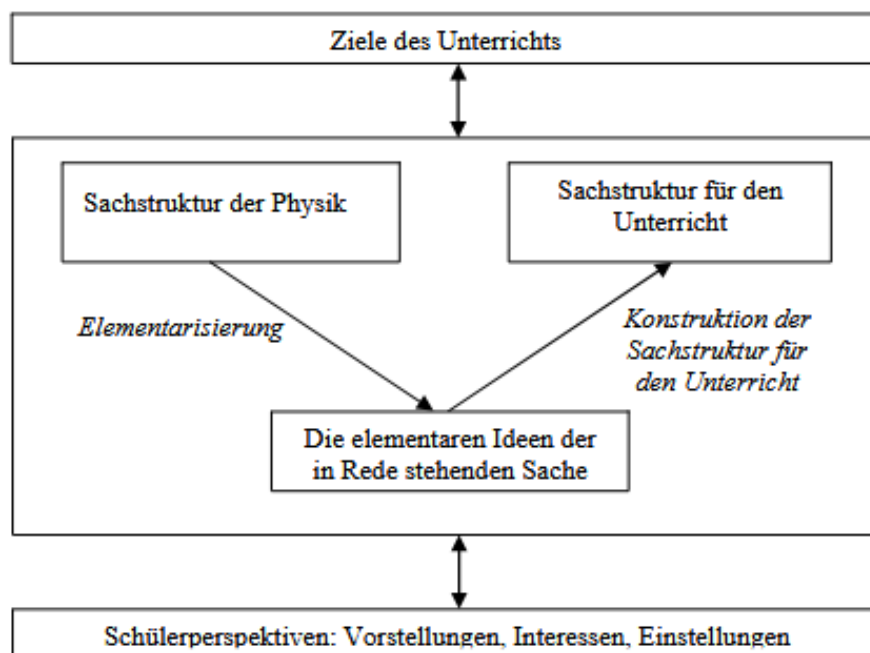 Ziele des Unterrichts
Sachstruktur der Physik
Sachstruktur für den
Unterricht
Elementarisierung
Konstruktion der
Sachstruktur für
den Unterricht
Die elementaren Ideen der
in Rede stehenden Sache
Schülerperspektiven: Vorstellungen, Interessen, Einstellungen